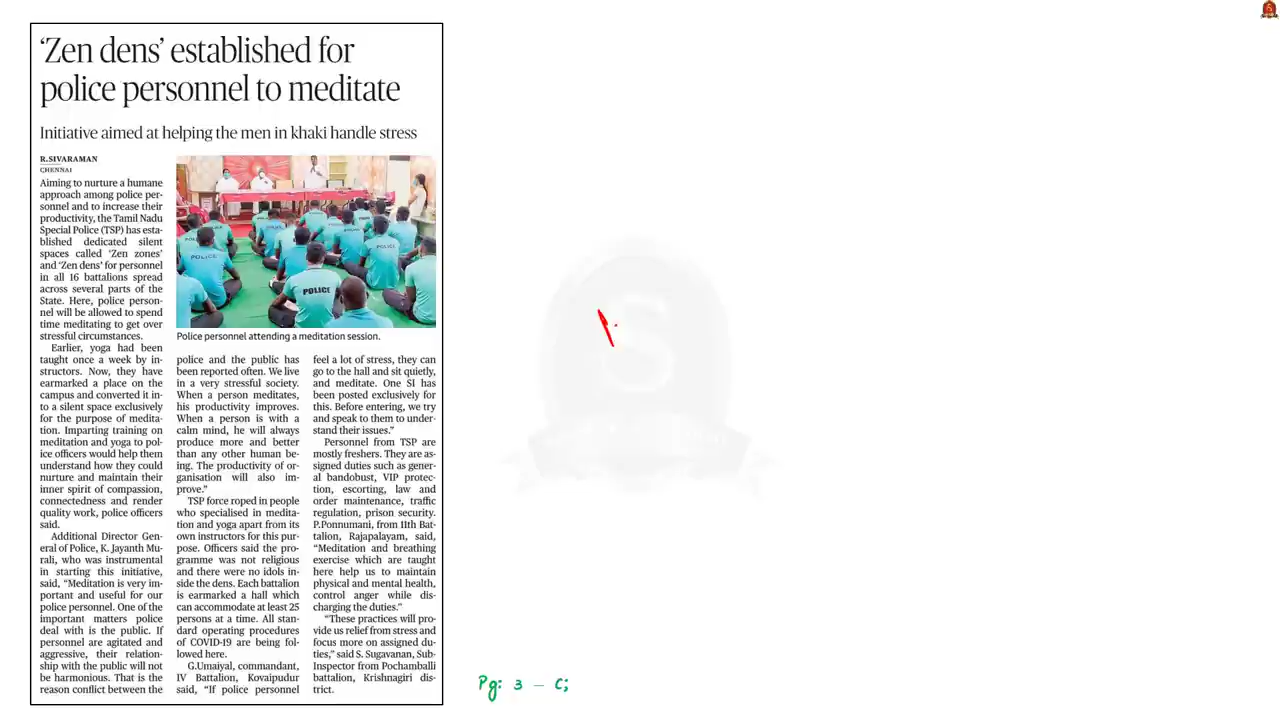 ‘Zen dens’ established for
police personnel to meditate
Initiative aimed at helping the men in khaki handle stress
R.SIVARAMAN
CHENNAI
Aiming to nurture a humane
approach among police per-
sonnel and to increase their
productivity, the Tamil Nadu
Special Police (TSP) has esta-
blished dedicated silent
spaces called ‘Zen zones’
and ‘Zen dens’ for personnel
in all 16 battalions spread
across several parts of the
State. Here, police person-
nel will be allowed to spend
time meditating to get over
stressful circumstances.
Earlier, yoga had been
taught once a week by in-
structors. Now, they have
earmarked a place on the
campus and converted it in-
to a silent space exclusively
for the purpose of medita-
tion. Imparting training on
meditation and yoga to pol-
ice officers would help them
understand how they could
nurture and maintain their
inner spirit of compassion,
connectedness and render
quality work, police officers
said.
Additional Director Gen-
eral of Police, K. Jayanth Mu-
rali, who was instrumental
in starting this initiative,
said, “Meditation is very im-
portant and useful for our
police personnel. One of the
important matters police
deal with is the public. If
personnel are agitated and
aggressive, their relation-
ship with the public will not
be harmonious. That is the
reason conflict between the
POLICE
POLICE
POLICE
Police personnel attending a meditation session.
police and the public has
been reported often. We live
in a very stressful society.
When a person meditates,
his productivity improves.
When a person is with a
calm mind, he will always
produce more and better
than any other human be-
ing. The productivity of or-
ganisation will also im-
prove.”
TSP force roped in people
who specialised in medita-
tion and yoga apart from its
own instructors for this pur-
pose. Officers said the pro-
gramme was not religious
and there were no idols in-
side the dens. Each battalion
is earmarked a hall which
can accommodate at least 25
persons at a time. All stan-
dard operating procedures
of COVID-19 are being fol-
lowed here.
G.Umaiyal, commandant,
IV Battalion, Kovaipudur
said, “If police personnel
feel a lot of stress, they can
go to the hall and sit quietly,
and meditate. One SI has
been posted exclusively for
this. Before entering, we try
and speak to them to under-
stand their issues.”
Personnel from TSP are
mostly freshers. They are as-
signed duties such as gener-
al bandobust, VIP protec-
tion, escorting, law and
order maintenance, traffic
regulation, prison security.
P.Ponnumani, from 11th Bat-
talion, Rajapalayam, said,
“Meditation and breathing
exercise which are taught
here help us to maintain
physical and mental health,
control anger while dis-
charging the duties.”
“These practices will pro-
vide us relief from stress and
focus more on assigned du-
ties,” said S. Sugavanan, Sub-
Inspector from Pochamballi
battalion, Krishnagiri dis-
trict.
S
Pg: 3 - C;